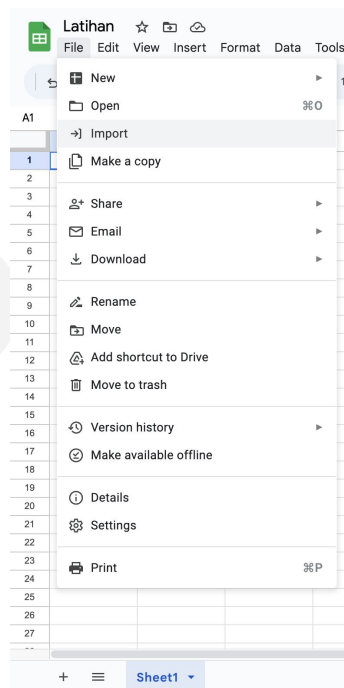 Latihan
File Edit View Insert Format Data Tools
New
Open ⌘O
A1
Import
1
Make a copy
2
3
Share
4
5
Email
6
Download
7
8
Rename
9
10
Move
11
12
Add shortcut to Drive
13
Move to trash
14
15
16
Version history
17
Make available offline
18
19
Details
20
21
Settings
22
23
Print ⌘P
24
25
26
27
Sheet1